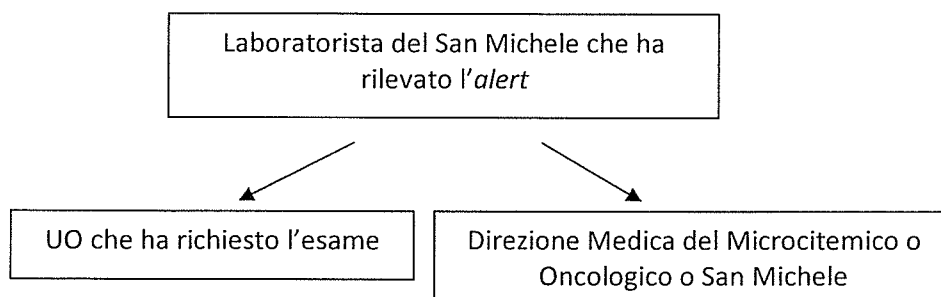 Laboratorista del San Michele che ha
rilevato l'alert
UO che ha richiesto l'esame
Direzione Medica del Microcitemico o
Oncologico o San Michele